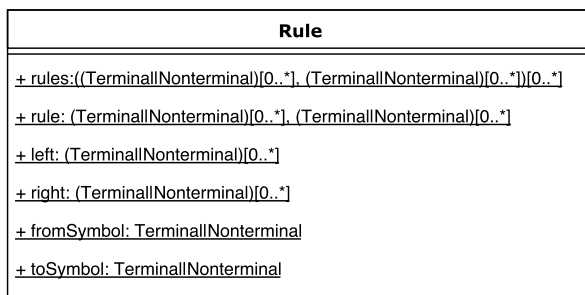 Rule
+ rules:((Terminal|Nonterminal)[0..*], (Terminal|Nonterminal)[0..*])[0..*]
+ rule: (Terminal|Nonterminal)[0..*], (Terminal|Nonterminal)[0..*]
+ left: (Terminal|Nonterminal)[0..*]
+ right: (Terminal|Nonterminal)[0..*]
+ fromSymbol: Terminal|Nonterminal
+ toSymbol: Terminal|Nonterminal